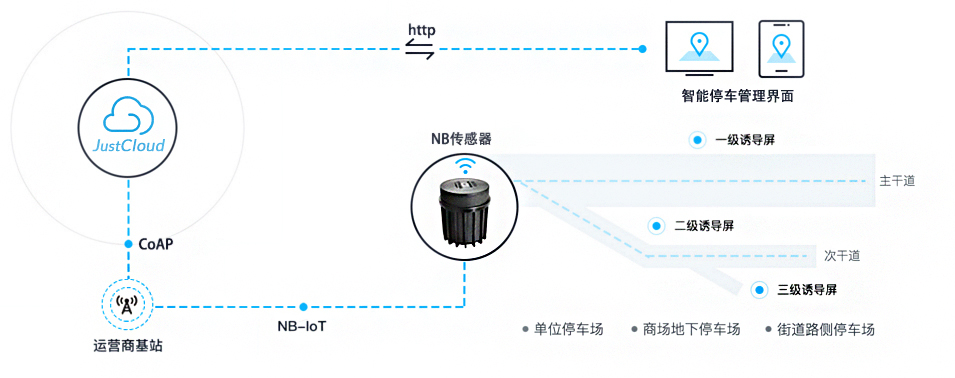 http
智能停车管理界面
JustCloud
NB传感器
一级诱导屏
主干道
二级诱导屏
CoAP
次干道
三级诱导屏
NB-IoT
运营商基站
单位停车场
商场地下停车场
街道路侧停车场